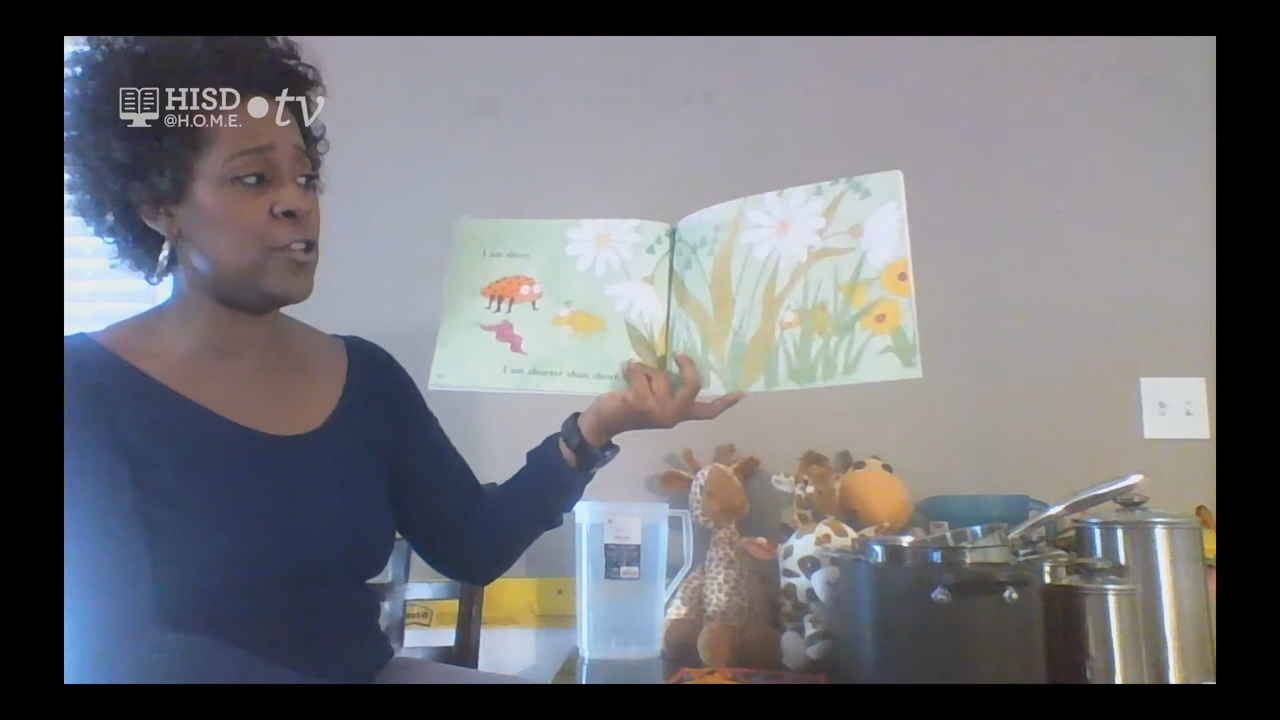 HISD
@H.O.M.E.
tv
I am short.
I am shorter than short.